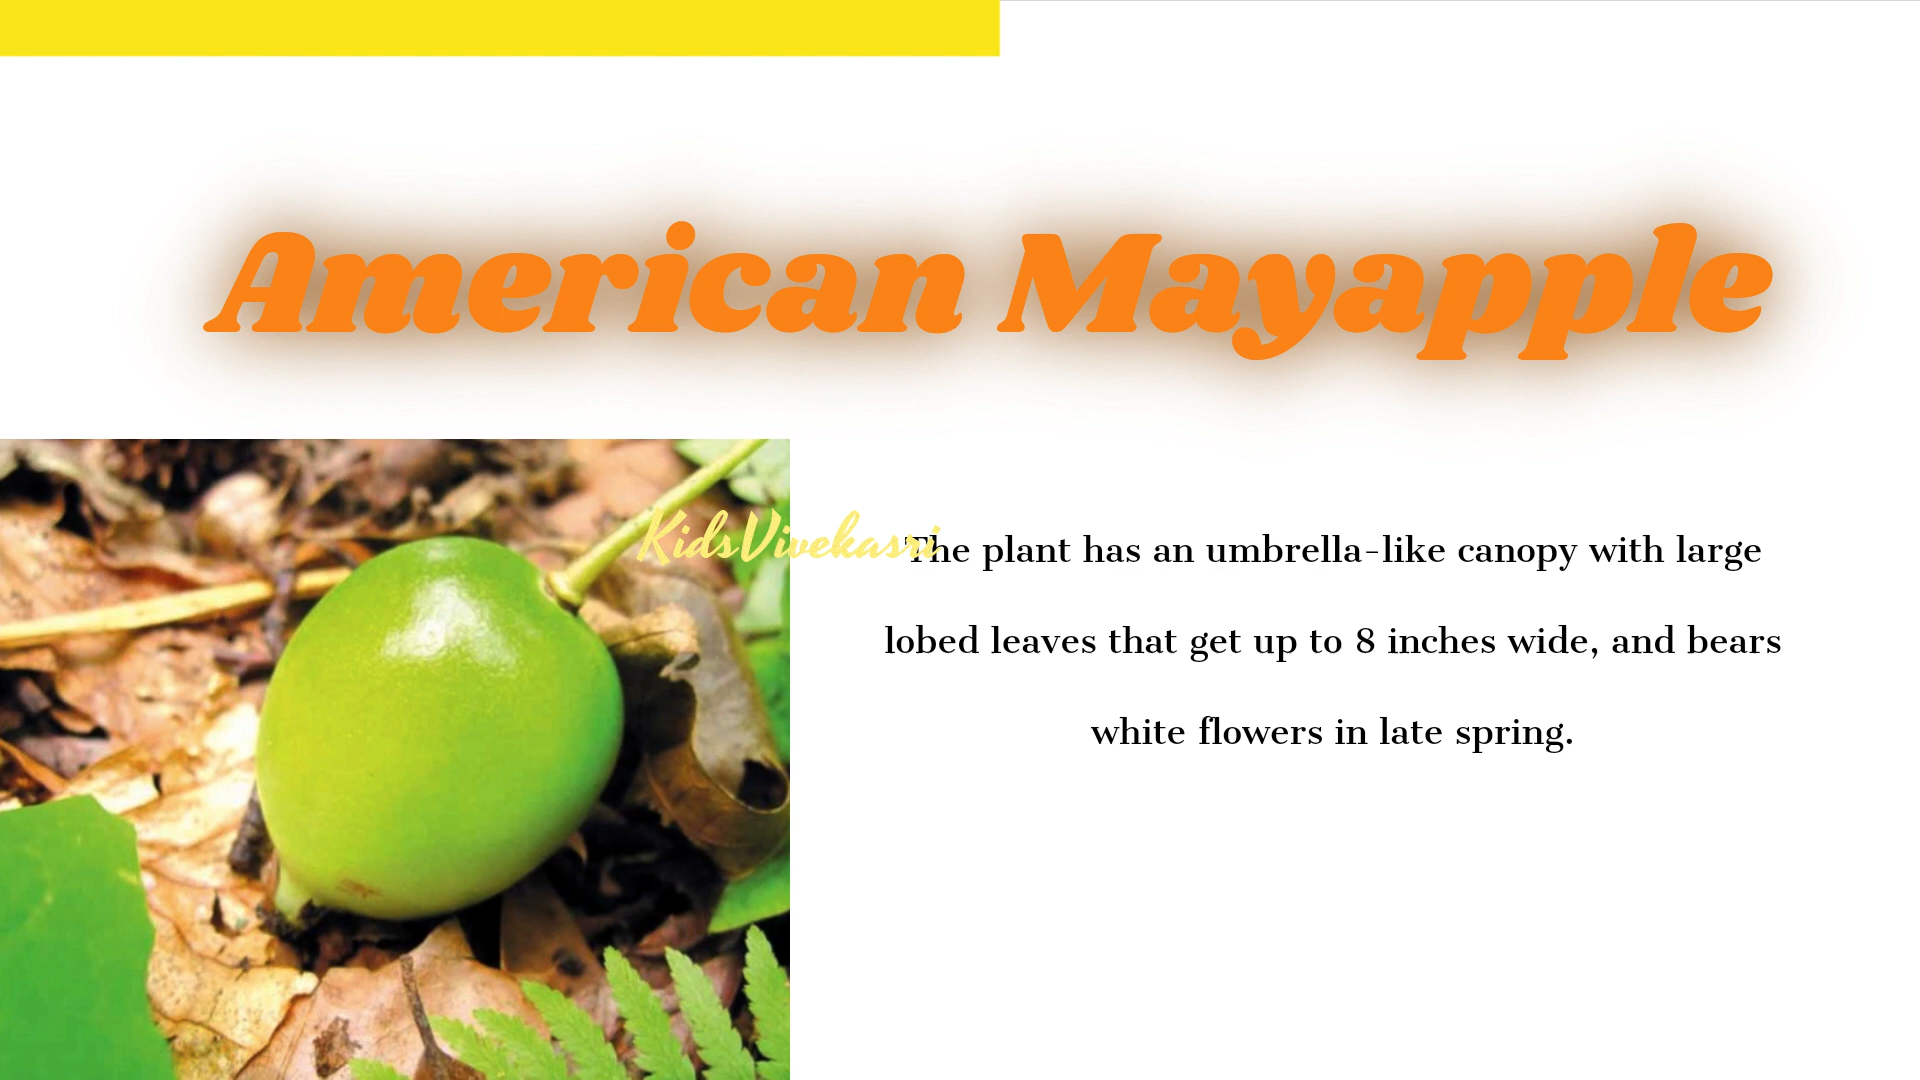 American Mayapple
KidsVivekasri
The plant has an umbrella-like canopy with large
lobed leaves that get up to 8 inches wide, and bears
white flowers in late spring.